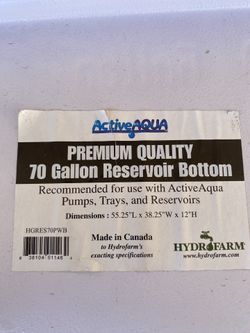 ActiveAQUA
PREMIUM QUALITY
70 Gallon Reservoir Bottom
Recommended for use with ActiveAqua
Pumps, Trays, and Reservoirs
Dimensions : 55.25"L x 38.25"W x 12"H
HGRES70PWB
Made in Canada
to Hydrofarm's
exacting specifications
HYDROFARM
www.hydrofarm.com